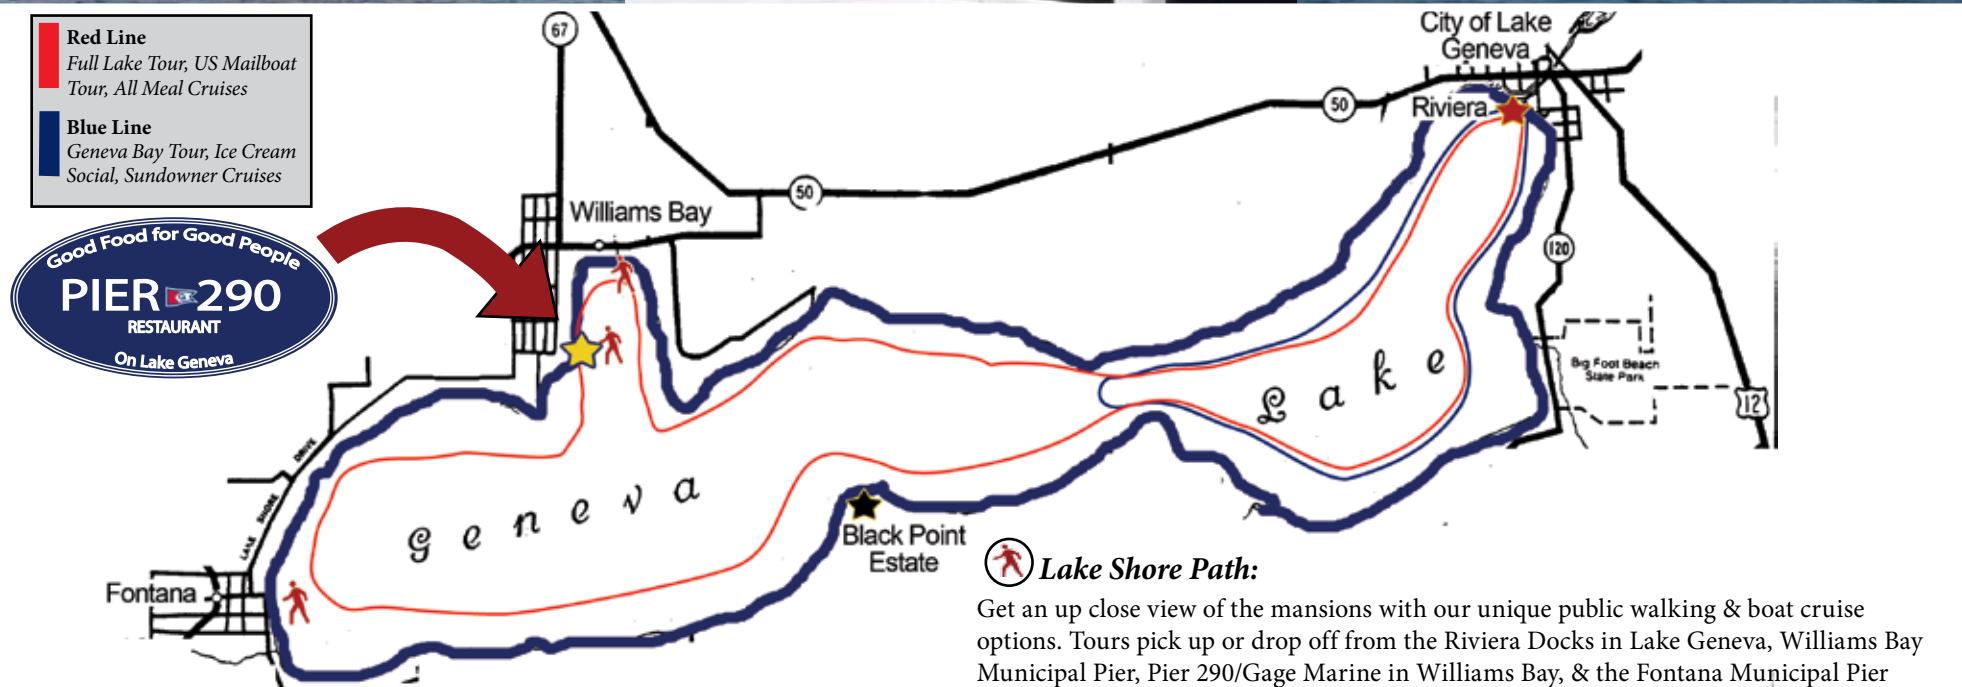 Red Line
Full Lake Tour, US Mailboat
Tour, All Meal Cruises
Blue Line
Geneva Bay Tour, Ice Cream
Social, Sundowner Cruises
Good Food for Good People
PIER 290
RESTAURANT
On Lake Geneva
67
50
50
City of Lake
Geneva
Riviera
Williams Bay
120
Big Foot Beach
State Park
12
Lake
Geneva
LAKE SHORE DRIVE
Fontana
Black Point
Estate
Lake Shore Path:
Get an up close view of the mansions with our unique public walking & boat cruise
options. Tours pick up or drop off from the Riviera Docks in Lake Geneva, Williams Bay
Municipal Pier, Pier 290/Gage Marine in Williams Bay, & the Fontana Municipal Pier